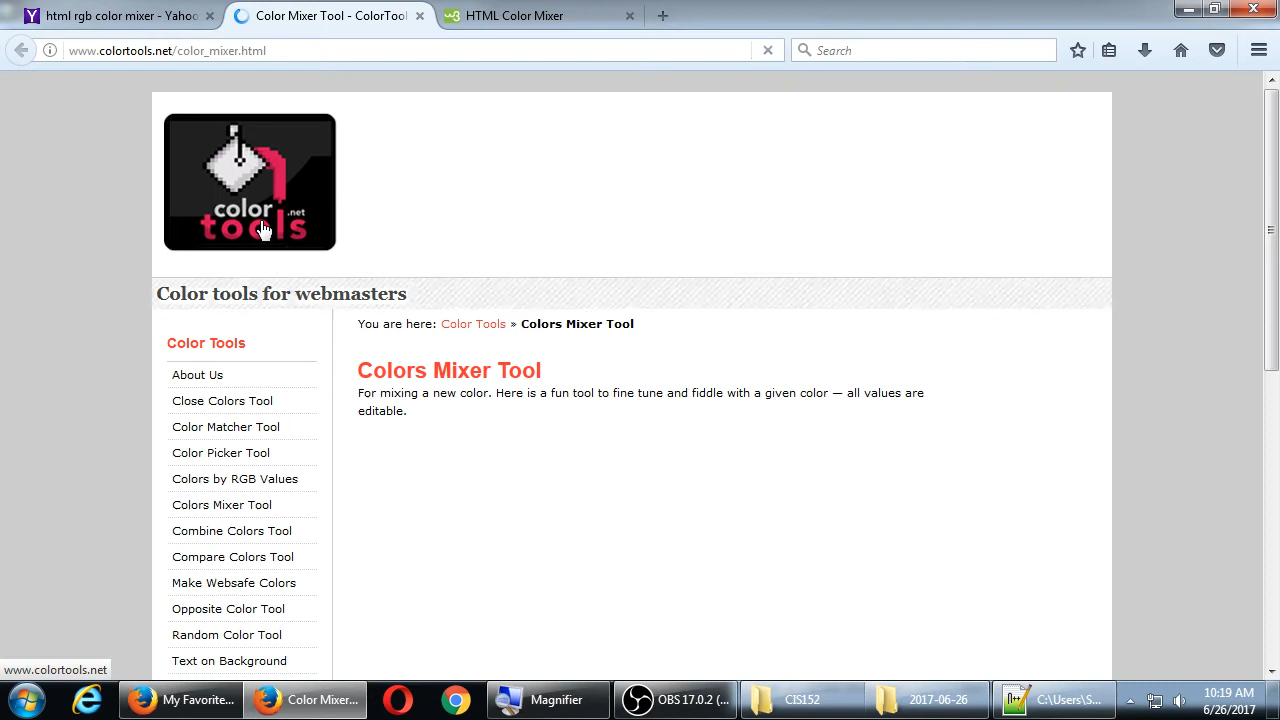 html rgb color mixer - Yahoo
Color Mixer Tool - ColorTool
HTML Color Mixer
www.colortools.net/color_mixer.html
Search
color .net
tools
Color tools for webmasters
You are here: Color Tools » Colors Mixer Tool
Color Tools
About Us
Close Colors Tool
Color Matcher Tool
Color Picker Tool
Colors by RGB Values
Colors Mixer Tool
Combine Colors Tool
Compare Colors Tool
Make Websafe Colors
Opposite Color Tool
Random Color Tool
Text on Background
Colors Mixer Tool
For mixing a new color. Here is a fun tool to fine tune and fiddle with a given color — all values are
editable.
www.colortools.net
My Favorite...
Color Mixer...
Magnifier
OBS 17.0.2 (...
CIS152
2017-06-26
C:\Users\S...
10:19 AM
6/26/2017